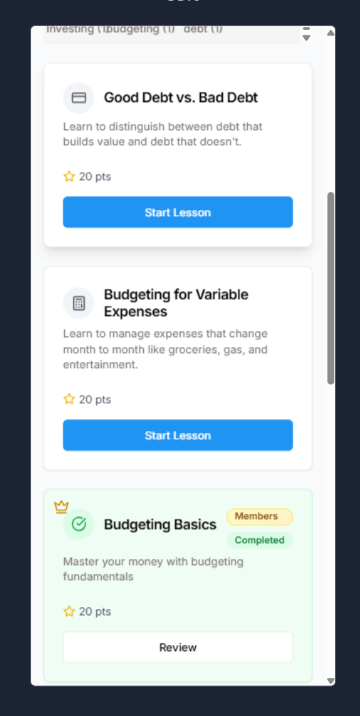 Investing (1)budgeting (1) debt (1)
Good Debt vs. Bad Debt
Learn to distinguish between debt that
builds value and debt that doesn't.
20 pts
Start Lesson
Budgeting for Variable
Expenses
Learn to manage expenses that change
month to month like groceries, gas, and
entertainment.
20 pts
Start Lesson
Members
Budgeting Basics
Completed
Master your money with budgeting
fundamentals
20 pts
Review